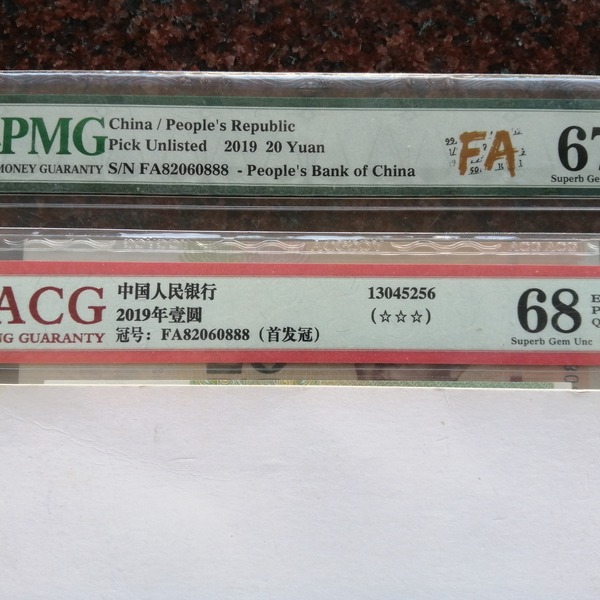 PMG
MONEY GUARANTY
China / People's Republic
Pick Unlisted 2019 20 Yuan
S/N FA82060888 - People's Bank of China
FA
67
Superb Ge
ACG
NG GUARANTY
中国人民银行
2019年壹圆
冠号: FA82060888（首发冠）
13045256
(☆☆☆)
68
Superb Gem Unc
E
P
Q